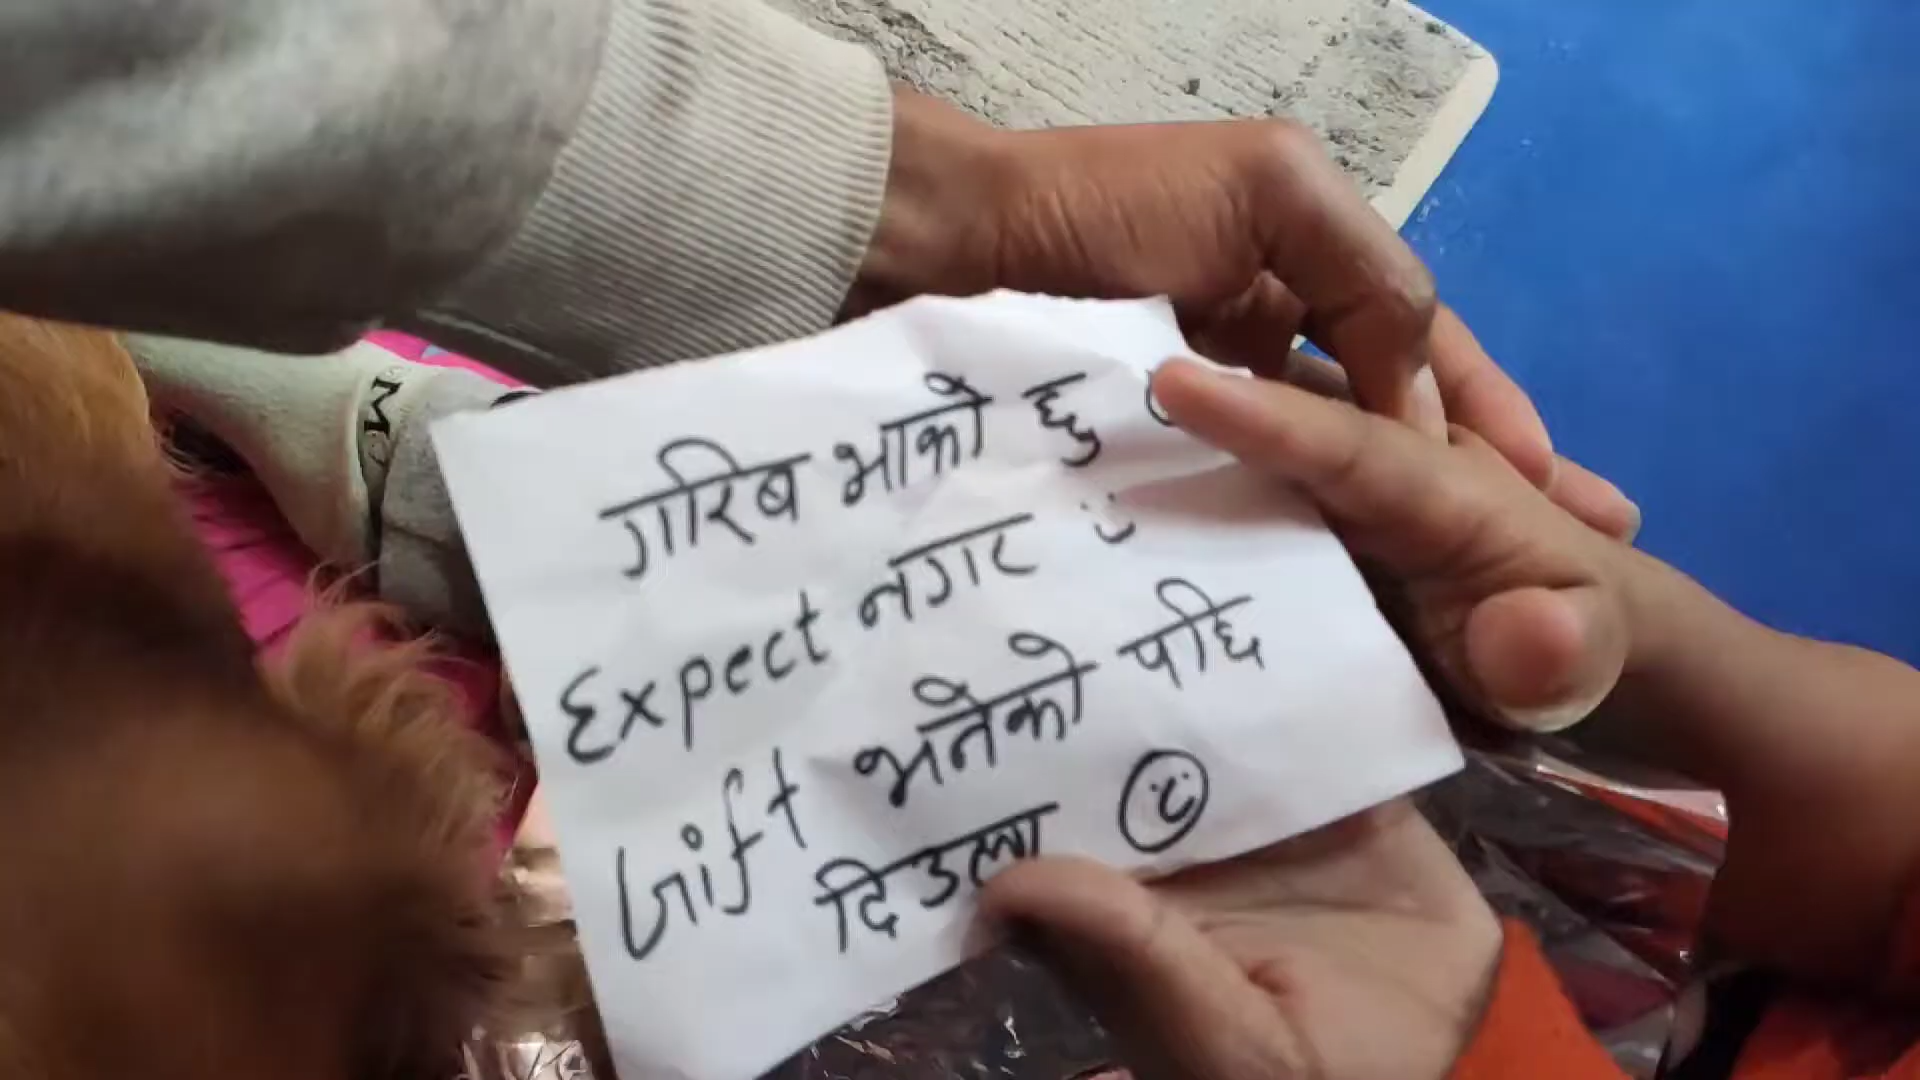 गरिब भाको छु
Expect नगर
Gift भनेको पछि
दिउला
M